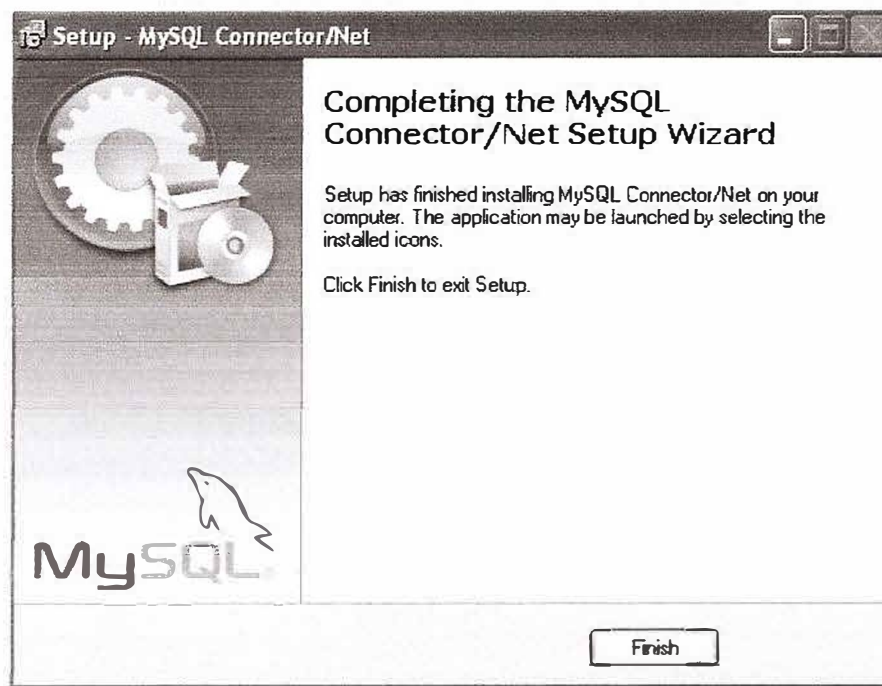 Setup - MySQL Connector/Net
Completing the MySQL
Connector/Net Setup Wizard
Setup has finished installing MySQL Connector/Net on your
computer. The application may be launched by selecting the
installed icons.
Click Finish to exit Setup.
MySQL
Finish